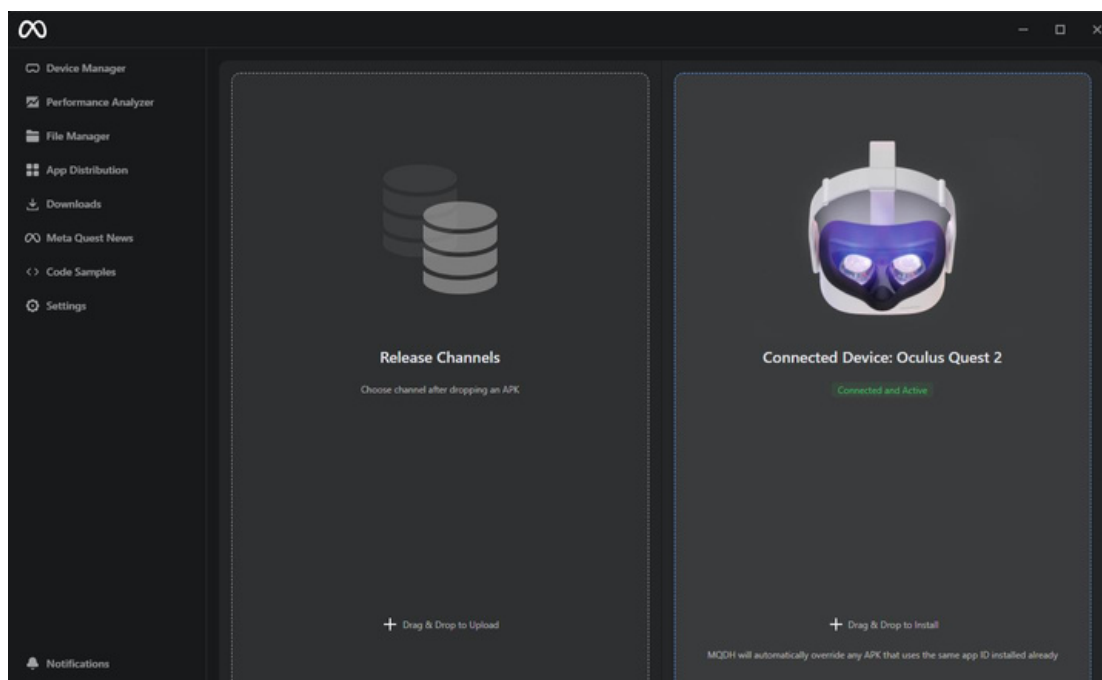 Device Manager
Performance Analyzer
File Manager
App Distribution
Downloads
Meta Quest News
Code Samples
Settings
Notifications
Release Channels
Choose channel after dropping an APK
Drag & Drop to Upload
Connected Device: Oculus Quest 2
Connected and Active
Drag & Drop to Install
MQDH will automatically override any APK that uses the same app ID installed already